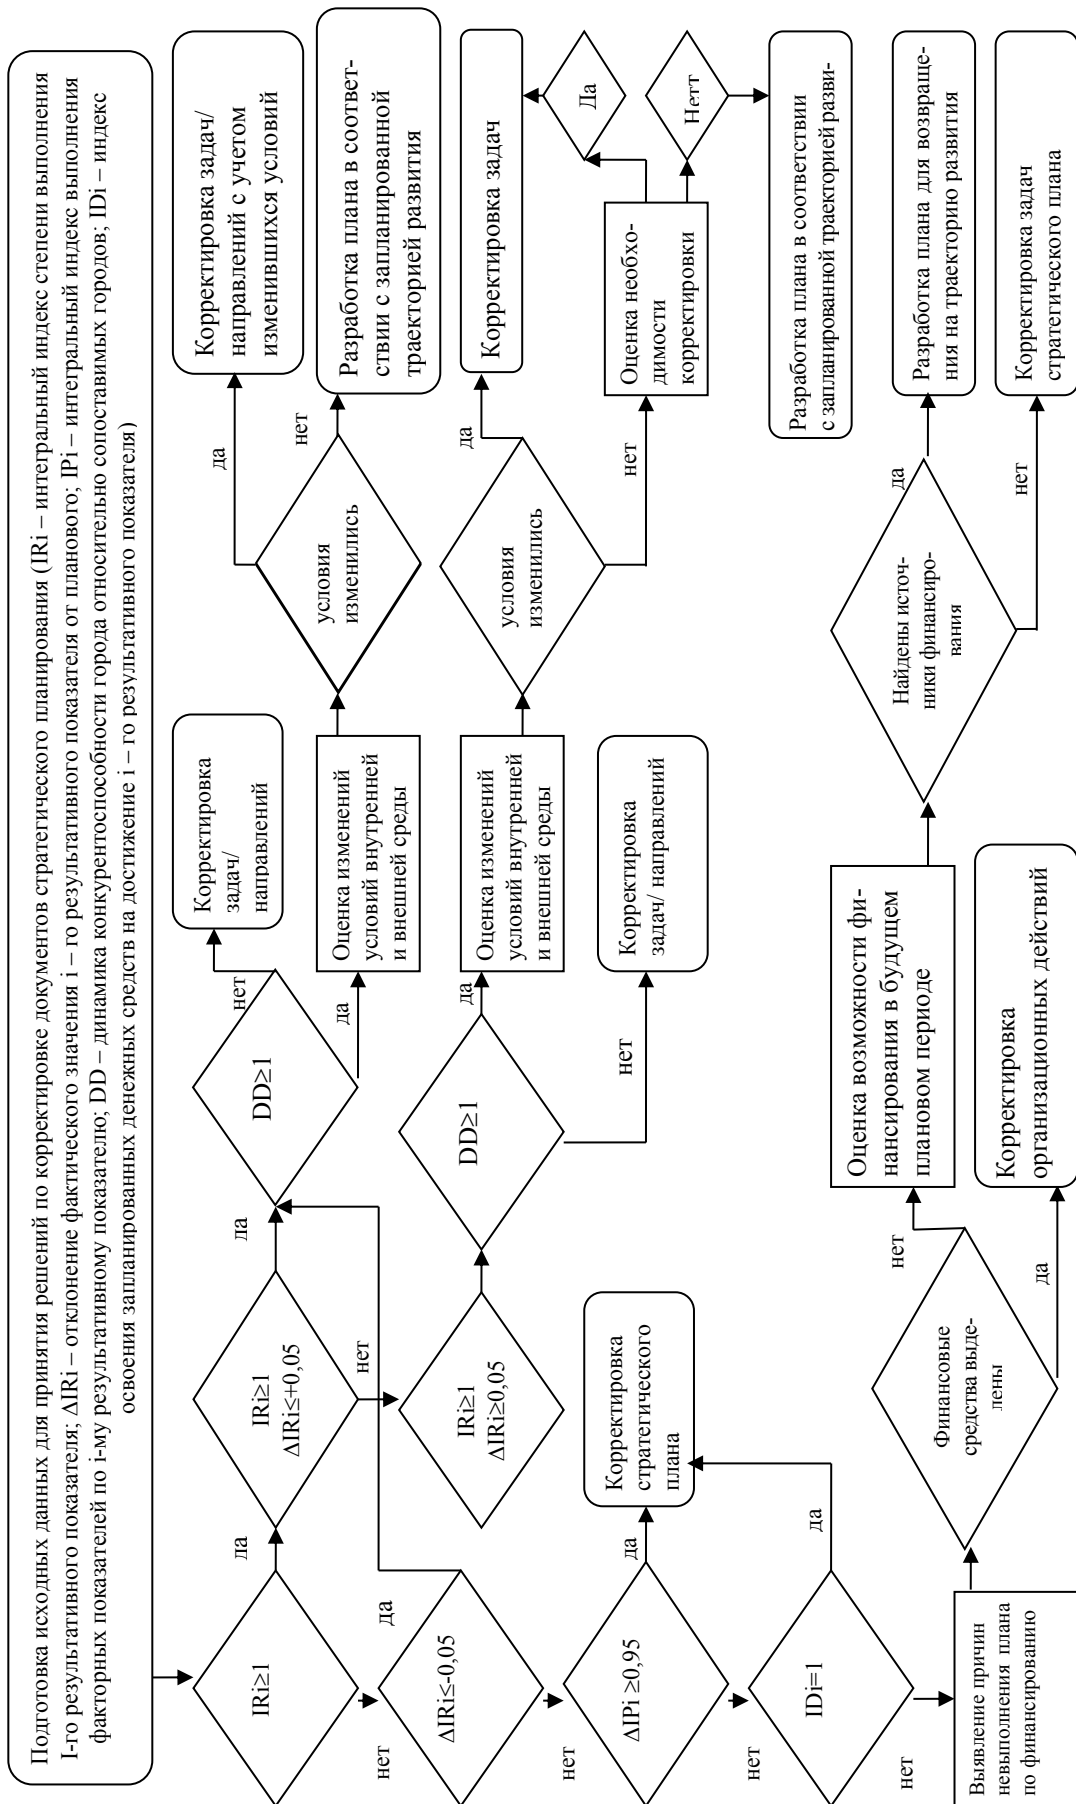 Подготовка исходных данных для принятия решений по корректировке документов стратегического планирования (IRi – интегральный индекс степени выполнения
I-го результативного показателя; ΔIRi – отклонение фактического значения i – го результативного показателя от планового; IPi – интегральный индекс выполнения
факторных показателей по i-му результативному показателю; DD – динамика конкурентоспособности города относительно сопоставимых городов; IDi – индекс
освоения запланированных денежных средств на достижение i – го результативного показателя)
IRi≥1
да
нет
IRi≥1
ΔIRi≤+0,05
да
нет
DD≥1
нет
да
Корректировка
задач/
направлений
Оценка изменений
условий внутренней
и внешней среды
условия
изменились
да
нет
Корректировка задач/
направлений с учетом
изменившихся условий
Разработка плана в соответ-
ствии с запланированной
траекторией развития
ΔIRi≤-0,05
да
нет
IRi≥1
ΔIRi≥0,05
DD≥1
да
нет
Оценка изменений
условий внутренней
и внешней среды
Корректировка
задач/ направлений
условия
изменились
да
нет
Корректировка задач
Оценка необхо-
димости
корректировки
Да
Нетт
Разработка плана в соответствии
с запланированной траекторией разви-
ΔIPi ≥0,95
да
нет
Корректировка
стратегического
плана
IDi=1
да
нет
Выявление причин
невыполнения плана
по финансированию
Финансовые
средства выде-
лены
нет
да
Оценка возможности фи-
нансирования в будущем
плановом периоде
Корректировка
организационных действий
Найдены источ-
ники финансиро-
вания
да
нет
Разработка плана для возвраще-
ния на траекторию развития
Корректировка задач
стратегического плана